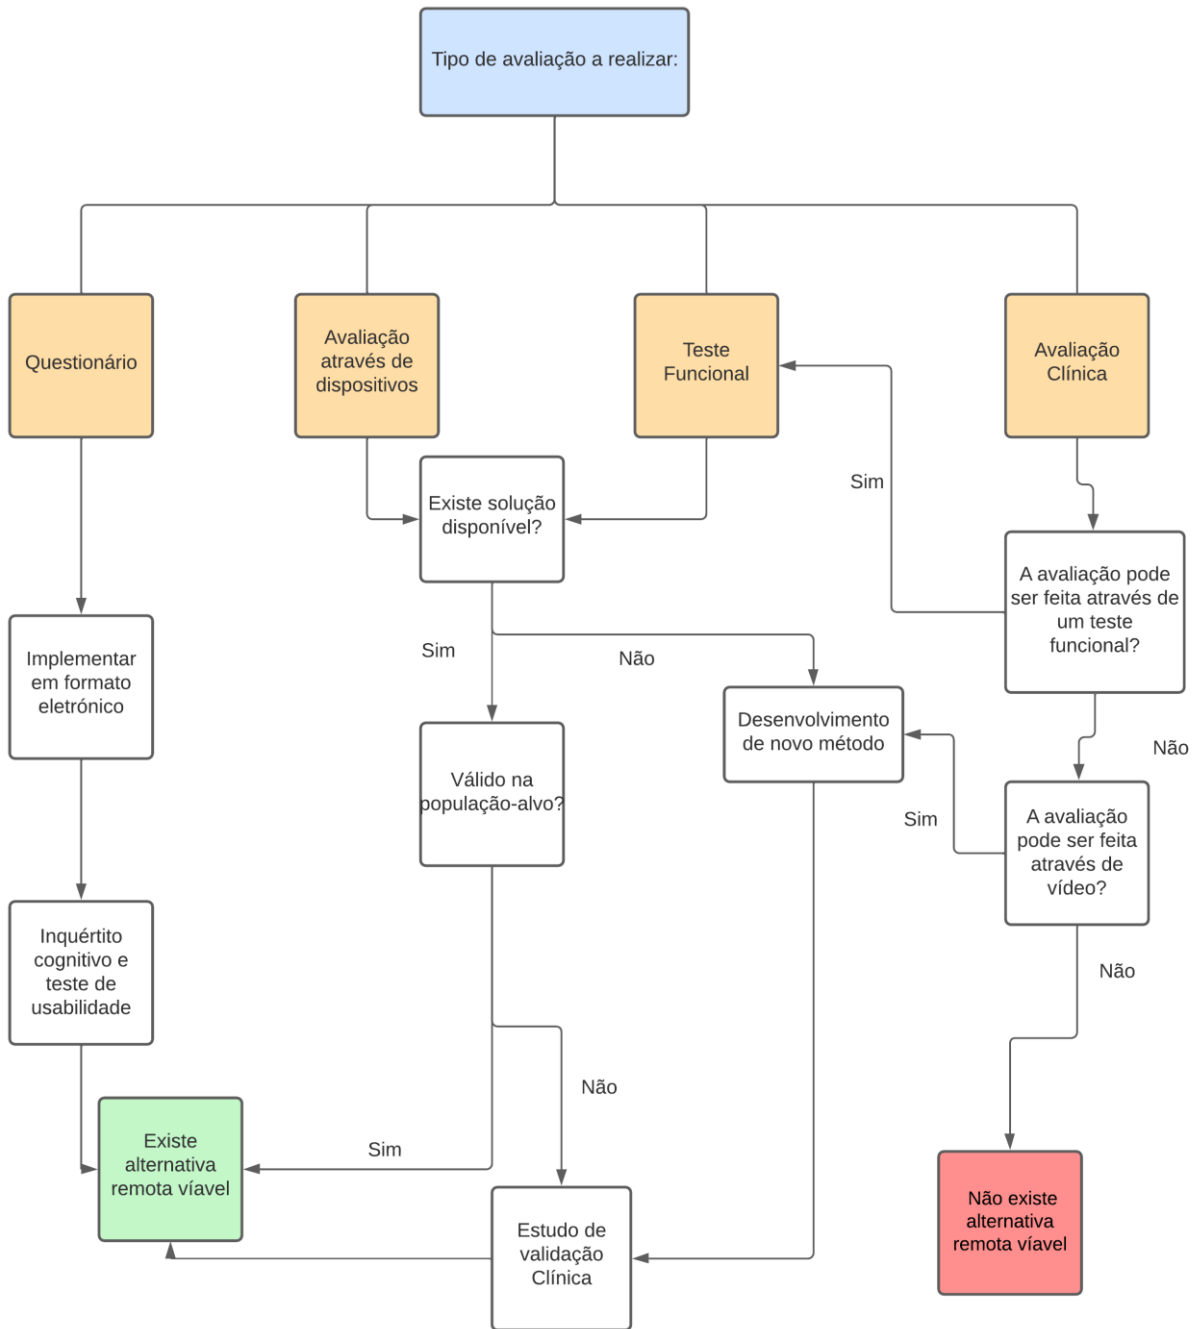 Tipo de avaliação a realizar:
Questionário
Avaliação
através de
dispositivos
Teste
Funcional
Avaliação
Clínica
Existe solução
disponível?
Sim
A avaliação pode
ser feita através de
um teste
funcional?
Implementar
em formato
eletrónico
Sim
Não
Desenvolvimento
de novo método
Não
Válido na
população-alvo?
Sim
A avaliação
pode ser feita
através de
vídeo?
Inquértito
cognitivo e
teste de
usabilidade
Não
Não
Existe
alternativa
remota víavel
Sim
Estudo de
validação
Clínica
Não existe
alternativa
remota víavel